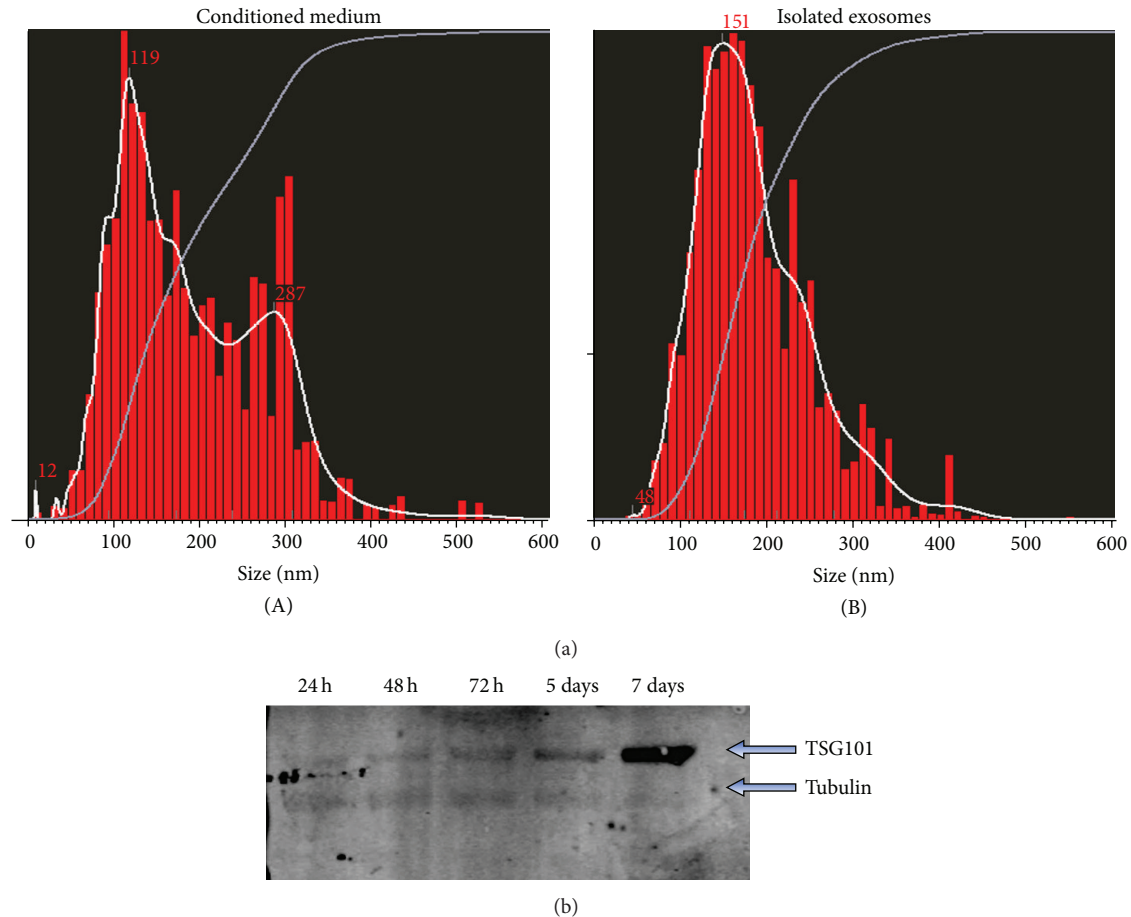 Conditioned medium
119
287
12
0 100 200 300 400 500 600
Size (nm)
(A)
Isolated exosomes
151
48
0 100 200 300 400 500 600
Size (nm)
(B)
(a)
24 h 48 h 72 h 5 days 7 days
TSG101
Tubulin
(b)